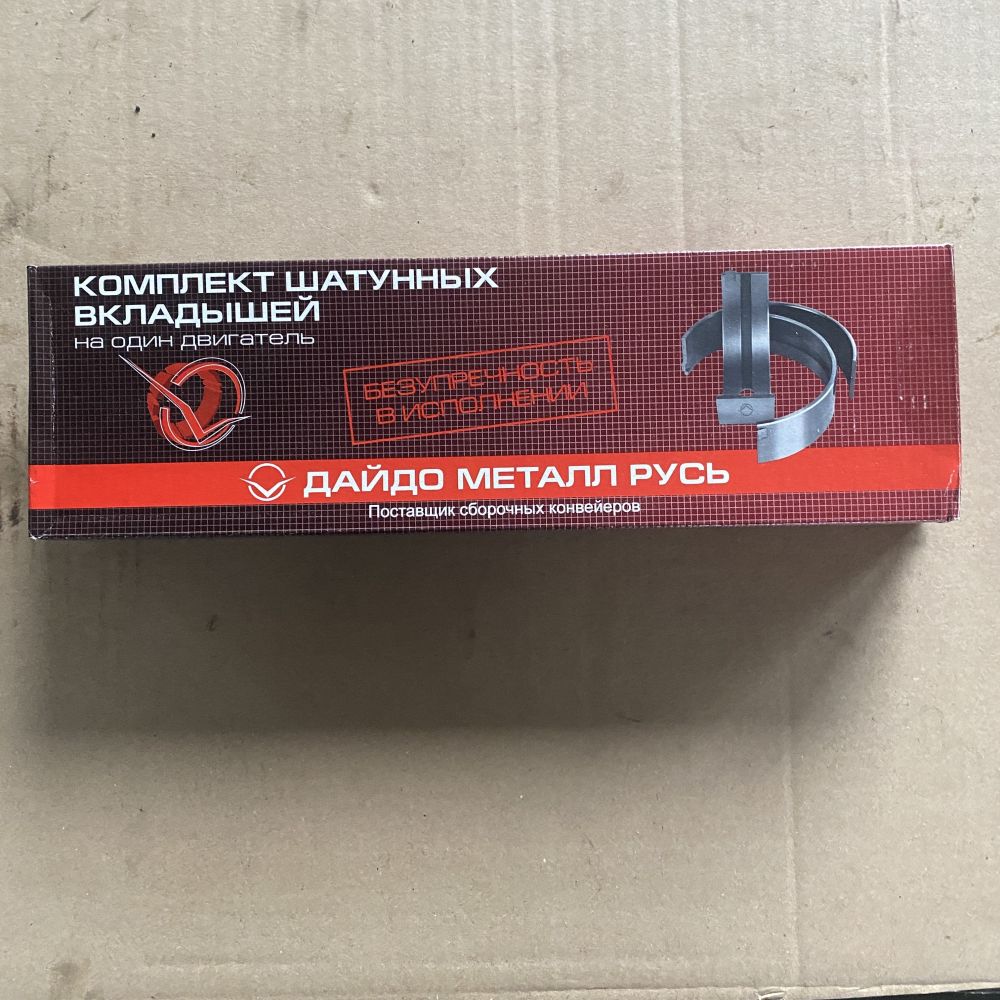 КОМПЛЕКТ ШАТУННЫХ
ВКЛАДЫШЕЙ
на один двигатель
БЕЗУПРЕЧНОСТЬ
В ИСПОЛНЕНИИ
ДАЙДО МЕТАЛЛ РУСЬ
Поставщик сборочных конвейеров